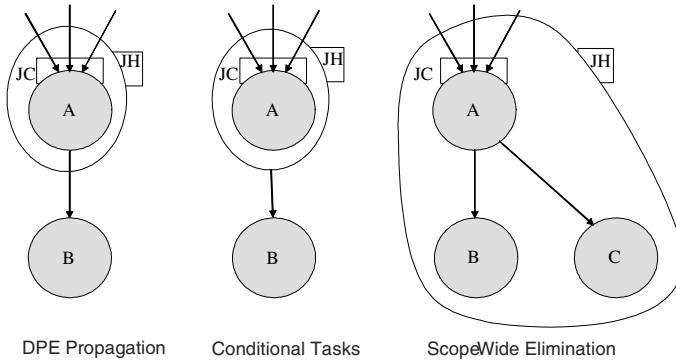 JC JH JC JH JC JH
A A A
B B B C
DPE Propagation Conditional Tasks ScopeWide Elimination